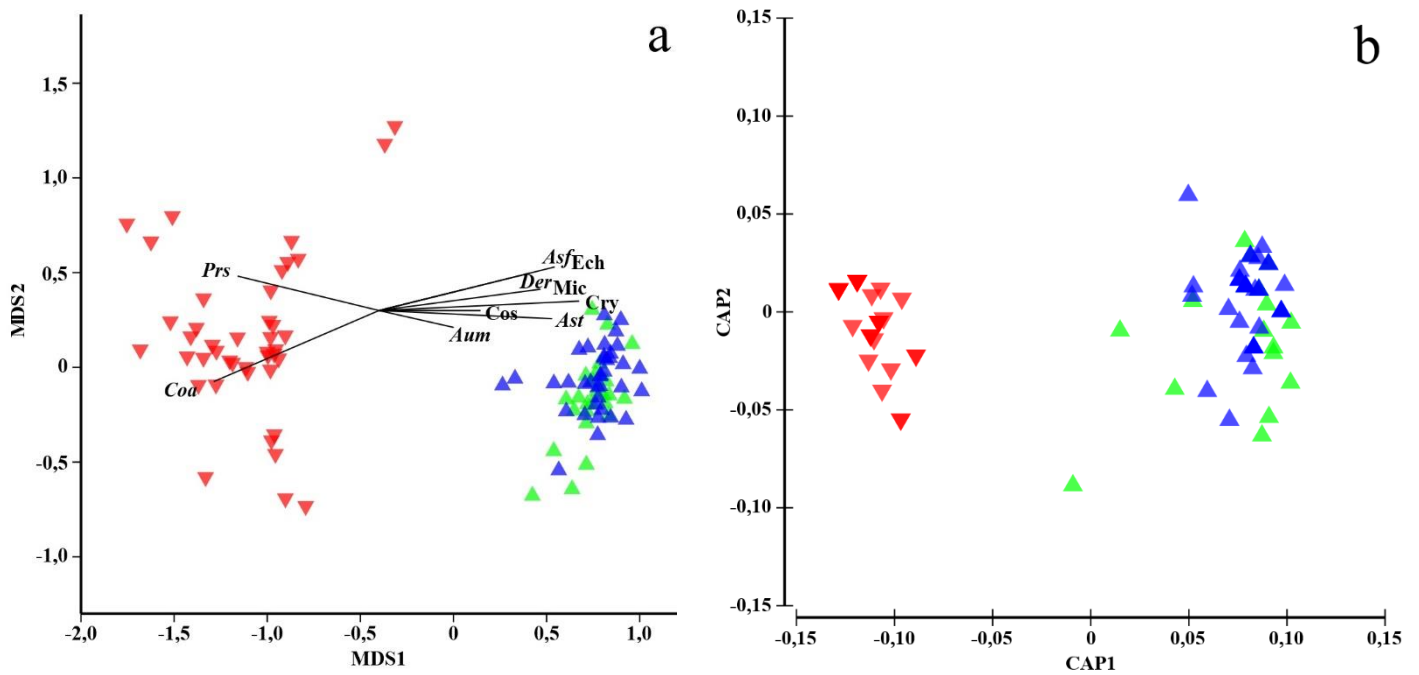 a
MDS2
1,5
1,0
0,5
0
-0,5
1,0
Prs
Coa
Asf
Ech
Der
Mic
Cry
Cos
Ast
Aum
-2,0 -1,5 -1,0 -0,5 0 0,5 1,0
MDS1
b
CAP2
0,15
0,10
0,05
0
-0,05
-0,10
-0,15
-0,15 -0,10 -0,05 0 0,05 0,10 0,15
CAP1